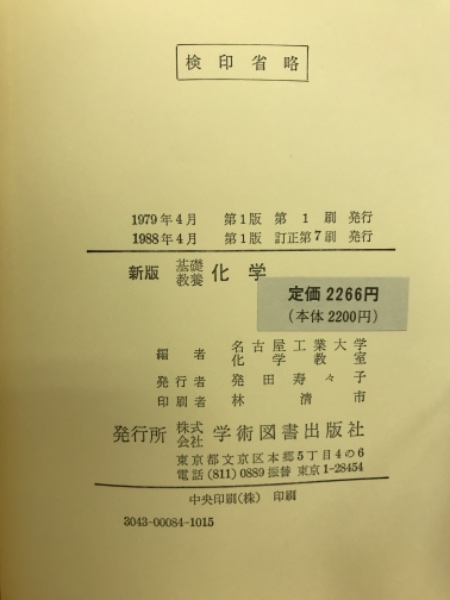 検印省略
1979年4月 第1版 第1刷 発行
1988年4月 第1版 訂正第7刷 発行
新版 基礎教養 化学
定価 2266円
(本体 2200円)
編者 名古屋工業大学
化学教室
発行者 発田寿々子
印刷者 林清市
発行所 株式会社 学術図書出版社
東京都文京区本郷5丁目4の6
電話(811)0889 振替 東京1-28454
中央印刷(株) 印刷
3043-00084-1015